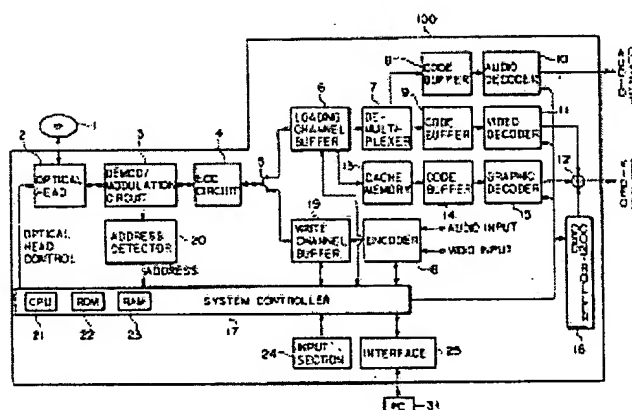 100
8
10
CODE
BUFFER
AUDIO
DECODER
6
7
9
11
LOADING
CHANNEL
BUFFER
DE-
MULTI-
PLEXER
CODE
BUFFER
VIDEO
DECODER
1
2
3
4
5
13
12
OPTICAL
HEAD
DEMOD/
MODULATION
CIRCUIT
ECC
CIRCUIT
CACHE
MEMORY
CODE
BUFFER
GRAPHIC
DECODER
14
15
19
20
OPTICAL
HEAD
CONTROL
ADDRESS
DETECTOR
WRITE
CHANNEL
BUFFER
ENCODER
AUDIO INPUT
VIDEO INPUT
ADDRESS
CPU
ROM
RAM
SYSTEM CONTROLLER
21
22
23
17
16
24
INPUT
SECTION
INTERFACE
25
PC
31